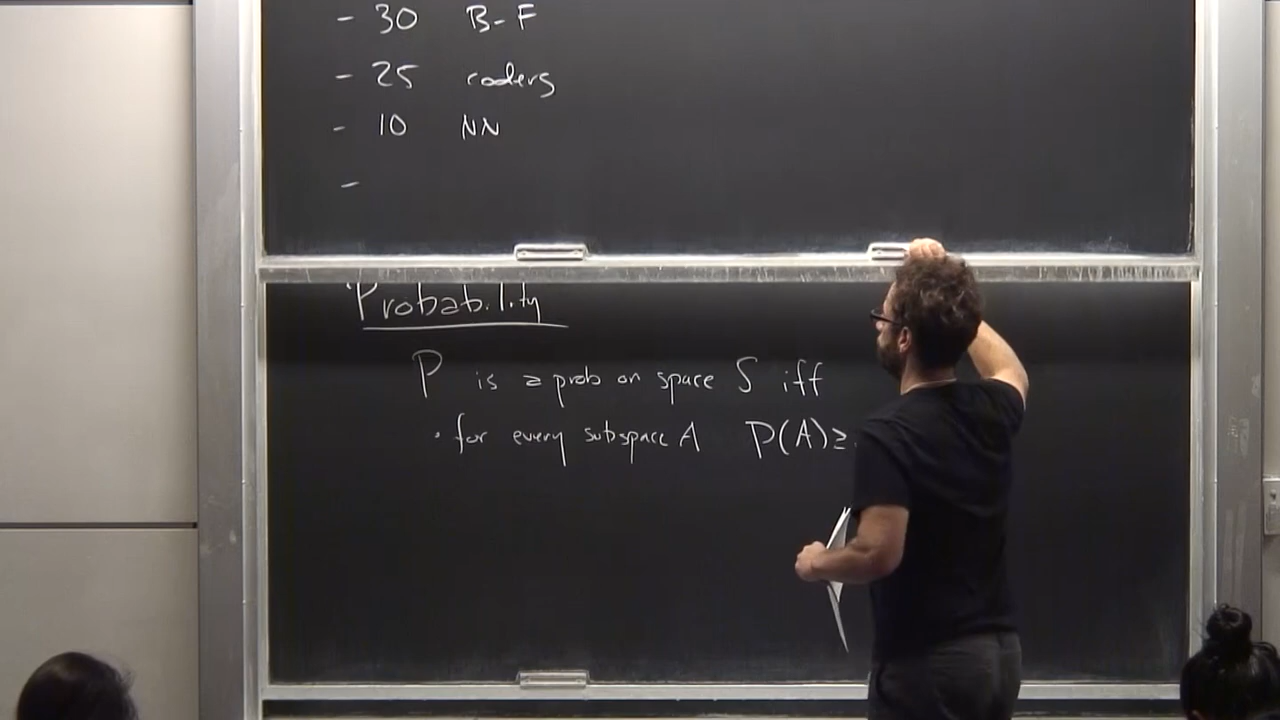 - 30 B-F
- 25 coders
- 10 NN
-
Probability
P is a prob on space S iff
· for every subspace A P(A)≥